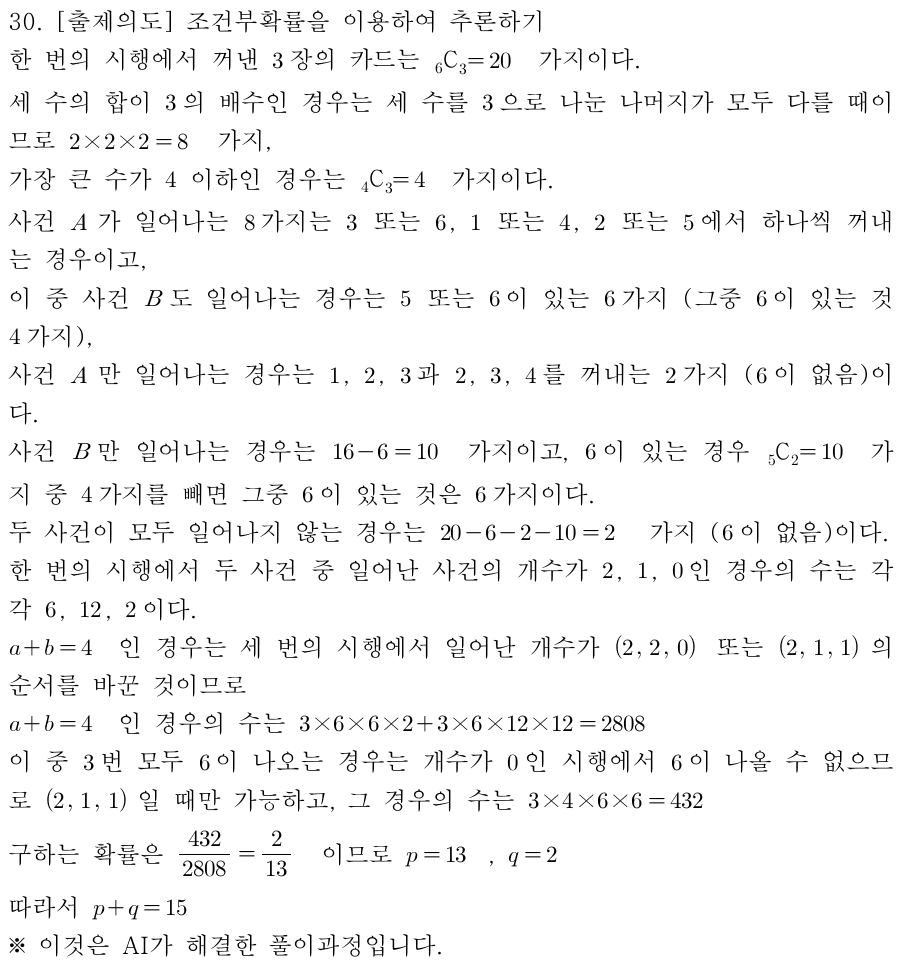 30. [출제의도] 조건부확률을 이용하여 추론하기
한 번의 시행에서 꺼낸 3장의 카드는 ₆C₃=20 가지이다.
세 수의 합이 3의 배수인 경우는 세 수를 3으로 나눈 나머지가 모두 다를 때이
므로 2×2×2=8 가지,
가장 큰 수가 4 이하인 경우는 ₄C₃=4 가지이다.
사건 A가 일어나는 8가지는 3 또는 6, 1 또는 4, 2 또는 5에서 하나씩 꺼내
는 경우이고,
이 중 사건 B도 일어나는 경우는 5 또는 6이 있는 6가지 (그중 6이 있는 것
4가지),
사건 A만 일어나는 경우는 1, 2, 3과 2, 3, 4를 꺼내는 2가지 (6이 없음)이
다.
사건 B만 일어나는 경우는 16-6=10 가지이고, 6이 있는 경우 ₅C₂=10 가
지 중 4가지를 빼면 그중 6이 있는 것은 6가지이다.
두 사건이 모두 일어나지 않는 경우는 20-6-2-10=2 가지 (6이 없음)이다.
한 번의 시행에서 두 사건 중 일어난 사건의 개수가 2, 1, 0인 경우의 수는 각
각 6, 12, 2이다.
a+b=4 인 경우는 세 번의 시행에서 일어난 개수가 (2, 2, 0) 또는 (2, 1, 1)의
순서를 바꾼 것이므로
a+b=4 인 경우의 수는 3×6×6×2+3×6×12×12=2808
이 중 3번 모두 6이 나오는 경우는 개수가 0인 시행에서 6이 나올 수 없으므
로 (2, 1, 1)일 때만 가능하고, 그 경우의 수는 3×4×6×6=432
구하는 확률은 432/2808=2/13 이므로 p=13 , q=2
따라서 p+q=15
※ 이것은 AI가 해결한 풀이과정입니다.